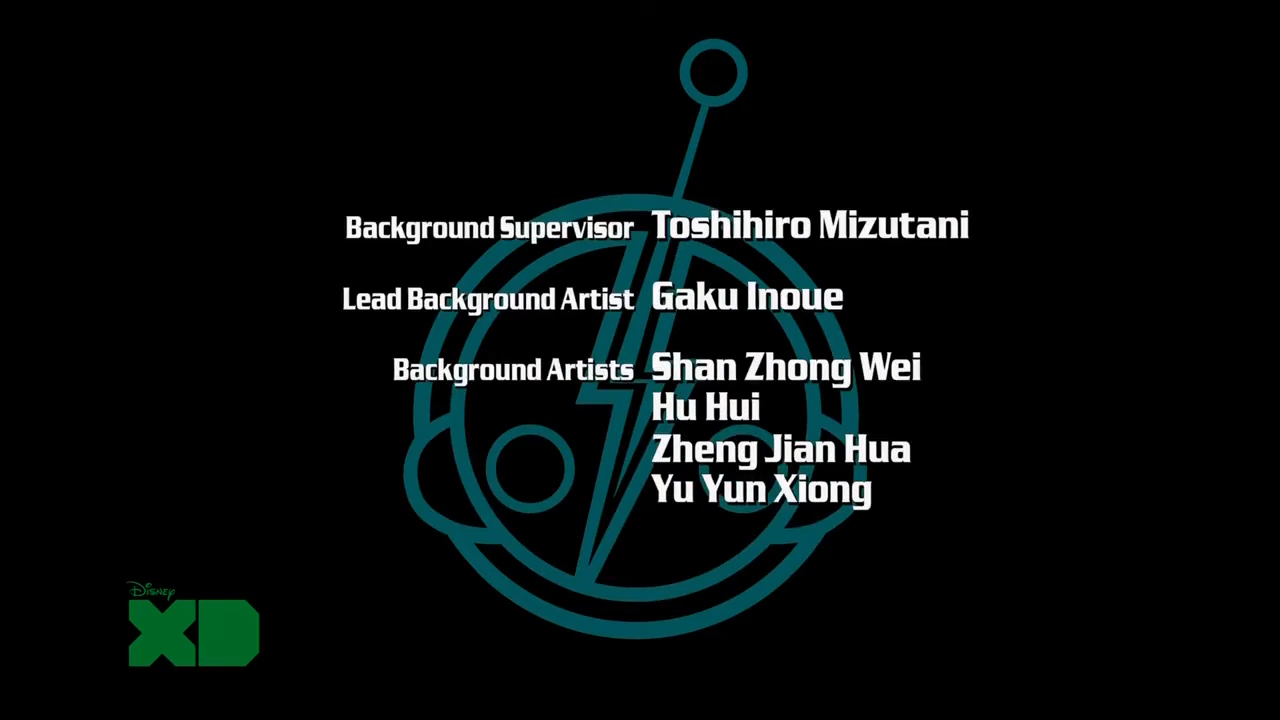 Background Supervisor Toshihiro Mizutani
Lead Background Artist Gaku Inoue
Background Artists Shan Zhong Wei
Hu Hui
Zheng Jian Hua
Yu Yun Xiong
Disney
XD